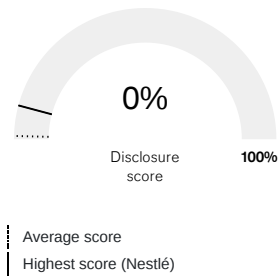 0%
Disclosure
score
100%
Average score
Highest score (Nestlé)